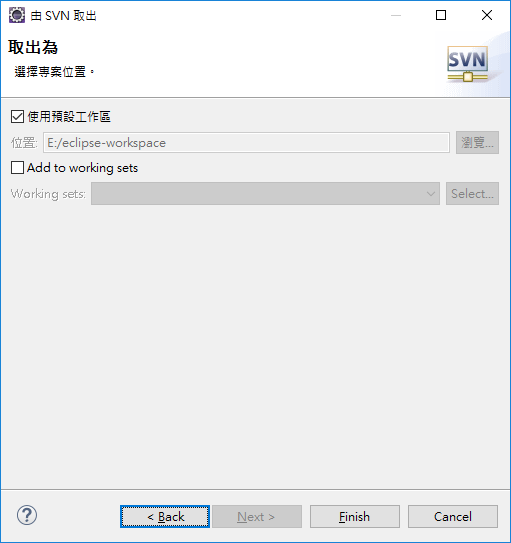 由 SVN 取出
取出為
選擇專案位置。
SVN
使用預設工作區
位置: E:/eclipse-workspace 瀏覽...
Add to working sets
Working sets: Select...
? < Back Next > Finish Cancel